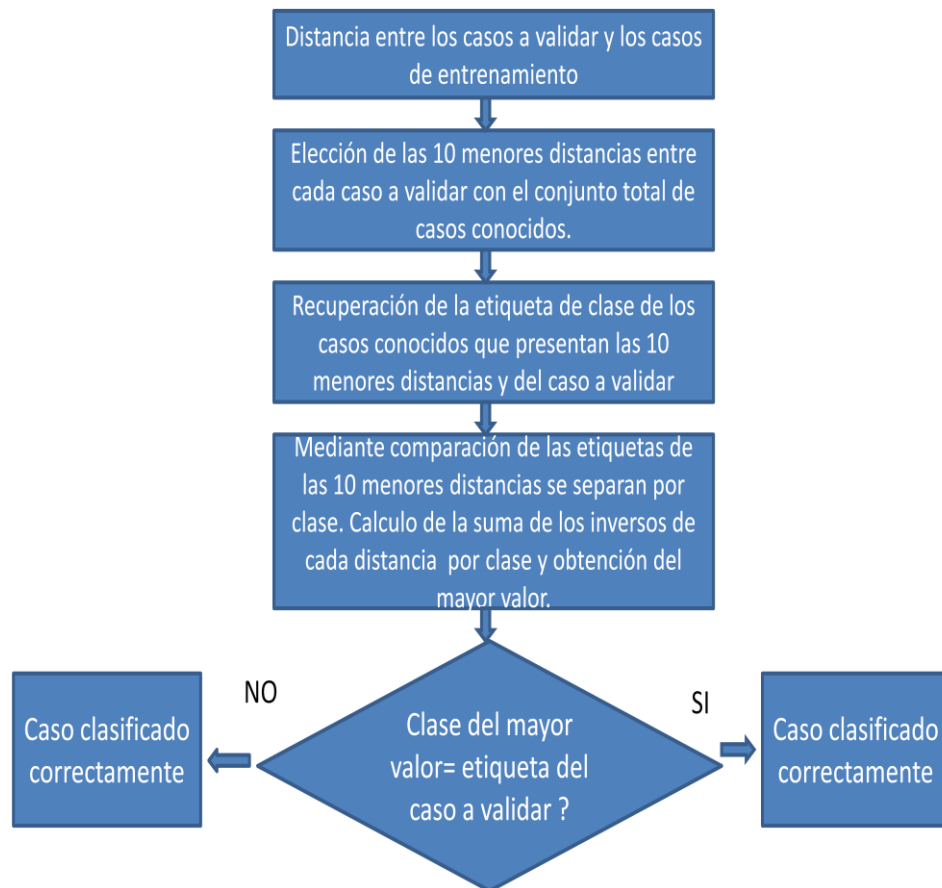 Distancia entre los casos a validar y los casos
de entrenamiento
Elección de las 10 menores distancias entre
cada caso a validar con el conjunto total de
casos conocidos.
Recuperación de la etiqueta de clase de los
casos conocidos que presentan las 10
menores distancias y del caso a validar
Mediante comparación de las etiquetas de
las 10 menores distancias se separan por
clase. Calculo de la suma de los inversos de
cada distancia por clase y obtención del
mayor valor.
NO
SI
Caso clasificado
correctamente
Clase del mayor
valor= etiqueta del
caso a validar ?
Caso clasificado
correctamente